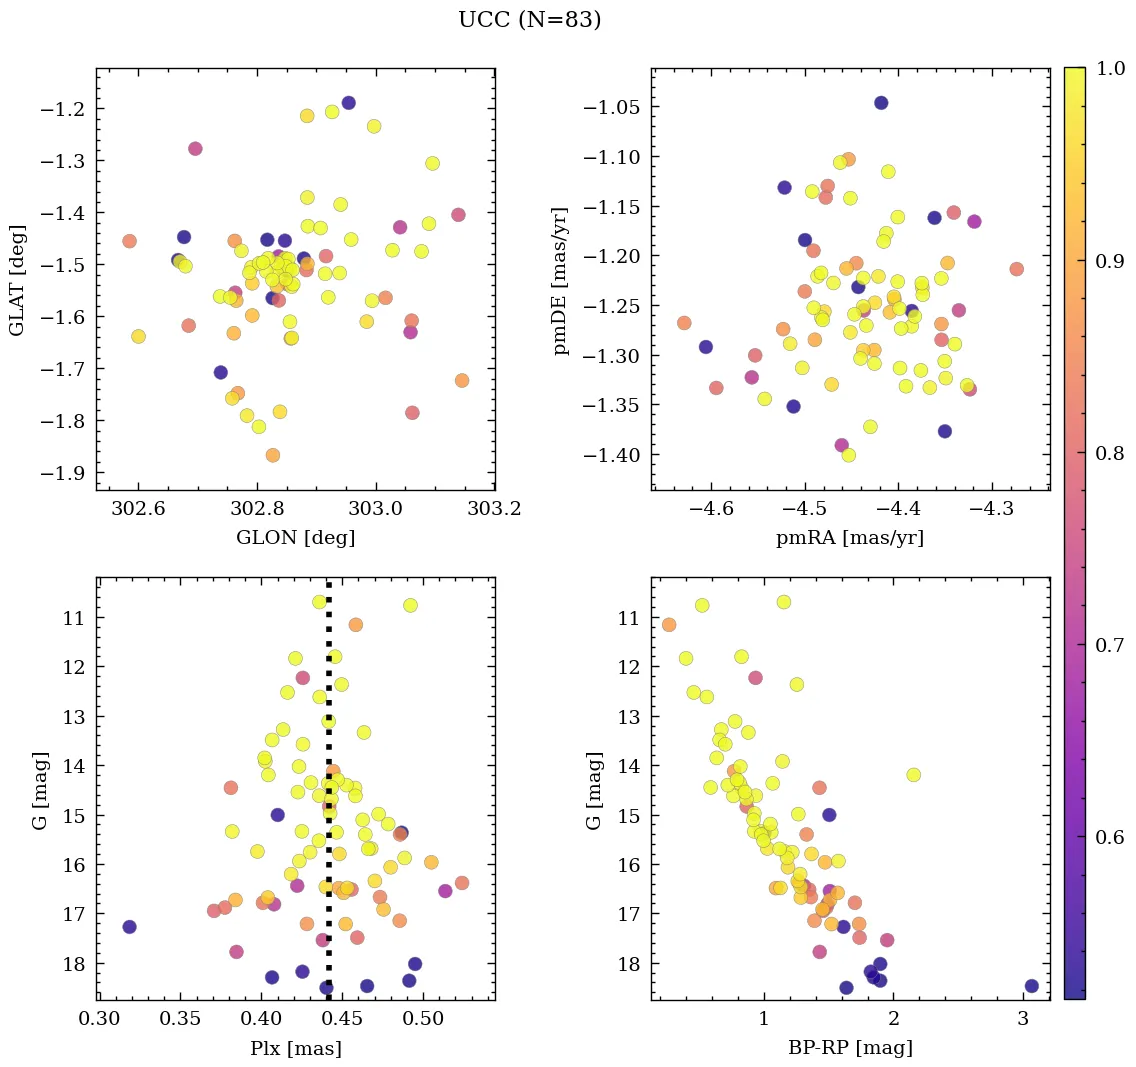 UCC (N=83)
−1.2
−1.3
−1.4
−1.5
−1.6
−1.7
−1.8
−1.9
GLAT [deg]
302.6 302.8 303.0 303.2
GLON [deg]
−1.05
−1.10
−1.15
−1.20
−1.25
−1.30
−1.35
−1.40
pmDE [mas/yr]
−4.6 −4.5 −4.4 −4.3
pmRA [mas/yr]
1.0
0.9
0.8
0.7
0.6
11
12
13
14
15
16
17
18
G [mag]
0.30 0.35 0.40 0.45 0.50
Plx [mas]
11
12
13
14
15
16
17
18
G [mag]
1 2 3
BP-RP [mag]